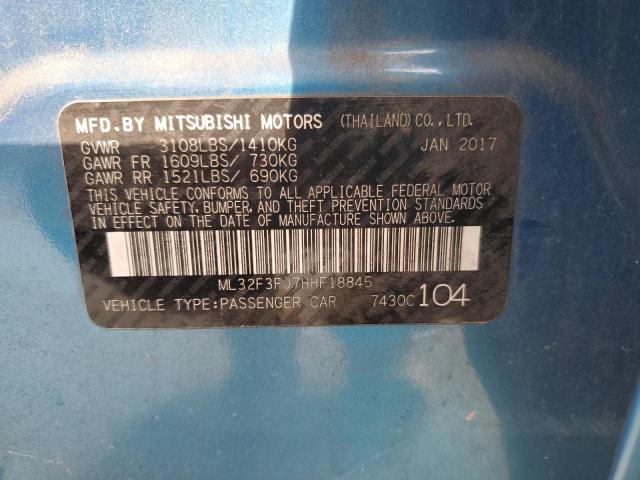 MFD.BY MITSUBISHI MOTORS (THAILAND)CO.,LTD.
GVWR 3108LBS/1410KG JAN 2017
GAWR FR 1609LBS/ 730KG
GAWR RR 1521LBS/ 690KG
THIS VEHICLE CONFORMS TO ALL APPLICABLE FEDERAL MOTOR
VEHICLE SAFETY, BUMPER, AND THEFT PREVENTION STANDARDS
IN EFFECT ON THE DATE OF MANUFACTURE SHOWN ABOVE.
ML32F3FJ7HHF18845
VEHICLE TYPE:PASSENGER CAR 7430C 104